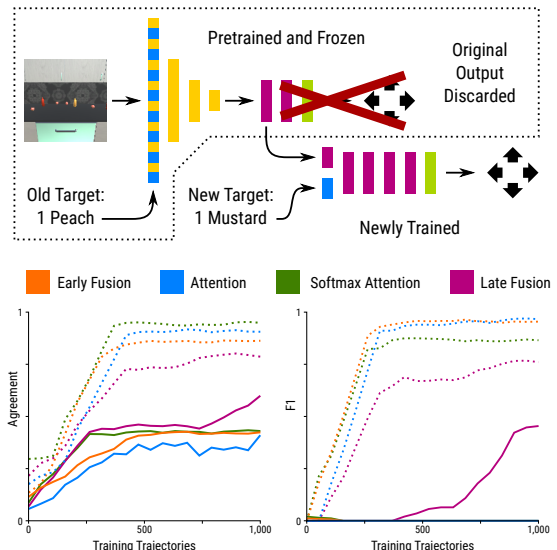 Pretrained and Frozen
Original
Output
Discarded
Old Target:
1 Peach
New Target:
1 Mustard
Newly Trained
Early Fusion
Attention
Softmax Attention
Late Fusion
1
Agreement
0
0
500
1,000
Training Trajectories
1
F1
0
0
500
1,000
Training Trajectories